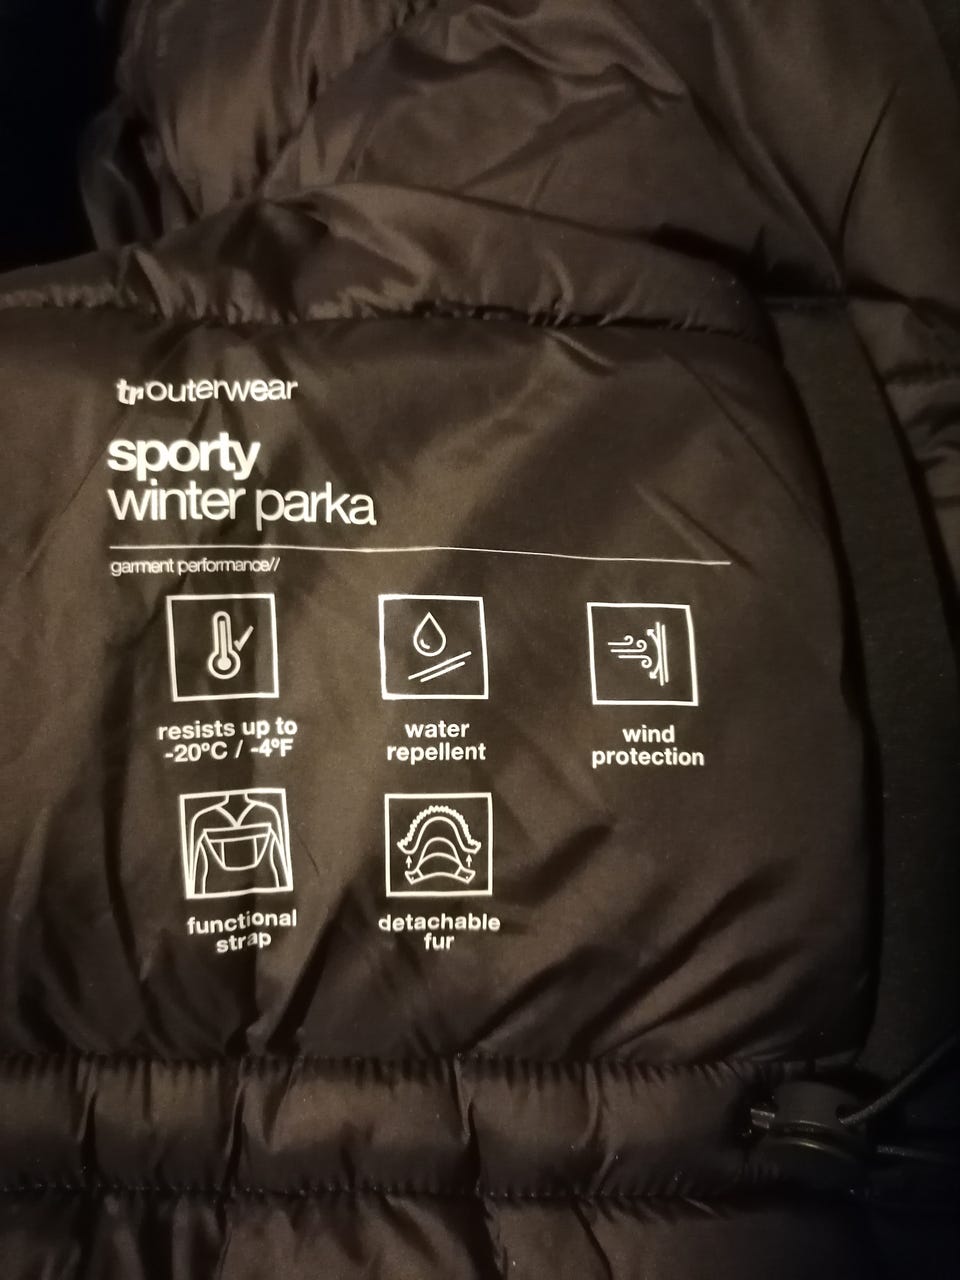 trouterwear
sporty
winter parka
garment performance//
resists up to
-20ºC / -4ºF
water
repellent
wind
protection
functional
strap
detachable
fur